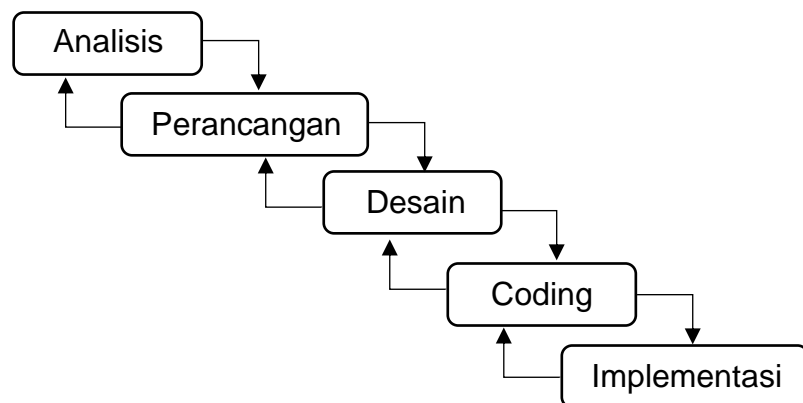 Analisis
Perancangan
Desain
Coding
Implementasi